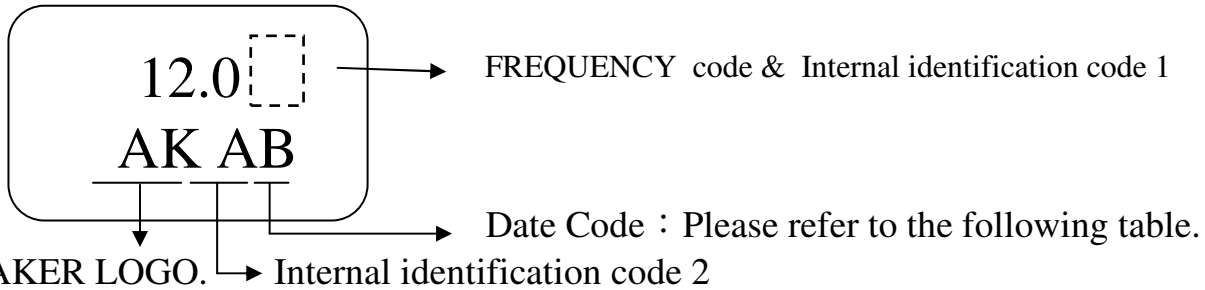 12.0
FREQUENCY code & Internal identification code 1
AK AB
Date Code：Please refer to the following table.
AKER LOGO.
Internal identification code 2